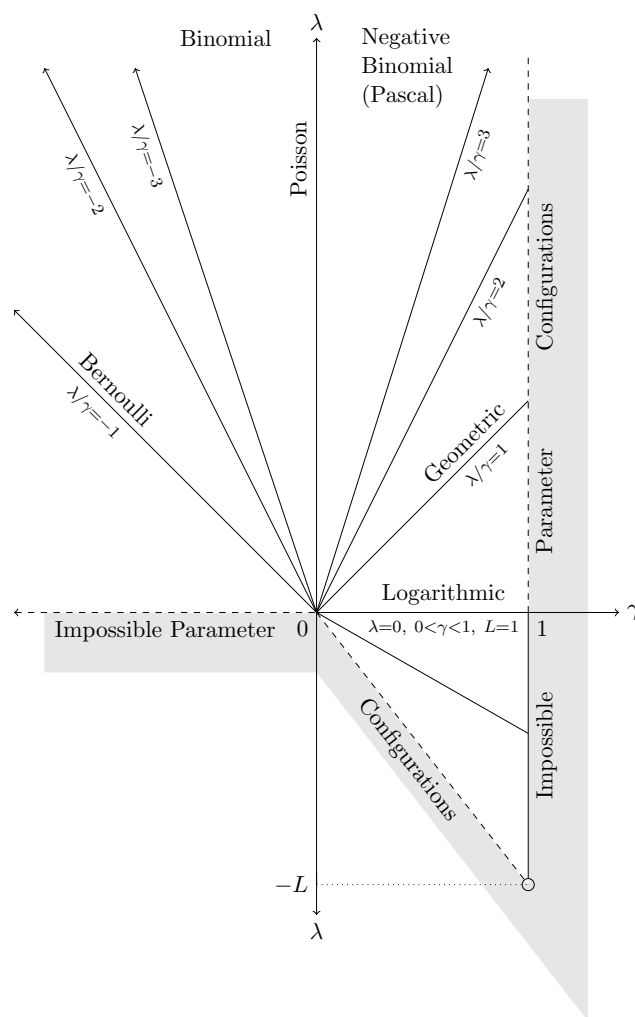 λ
Binomial
Negative
Binomial
(Pascal)
λ/γ=−3
λ/γ=−2
Poisson
λ/γ=3
Configurations
λ/γ=2
Bernoulli
λ/γ=−1
Geometric
λ/γ=1
Parameter
Logarithmic
γ
Impossible Parameter
0
λ=0, 0<γ<1, L=1
1
Configurations
Impossible
−L
λ